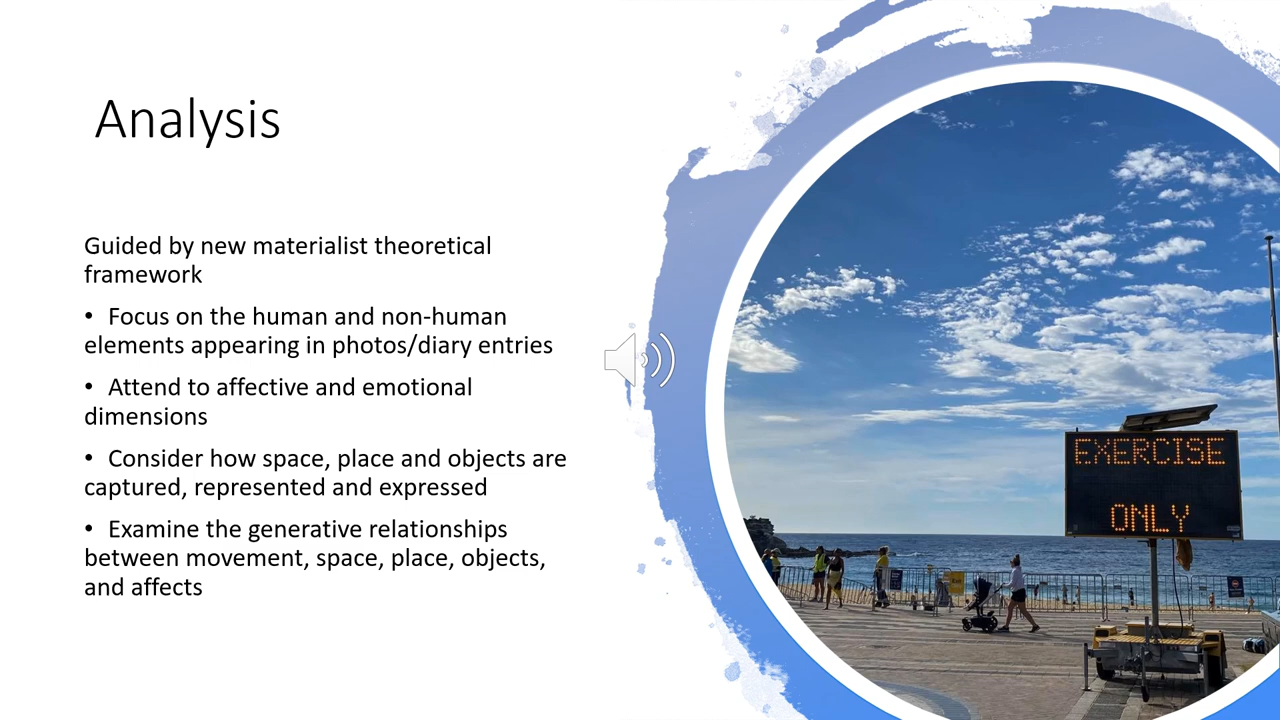 Analysis
Guided by new materialist theoretical
framework
• Focus on the human and non-human
elements appearing in photos/diary entries
• Attend to affective and emotional
dimensions
• Consider how space, place and objects are
captured, represented and expressed
• Examine the generative relationships
between movement, space, place, objects,
and affects
EXERCISE
ONLY